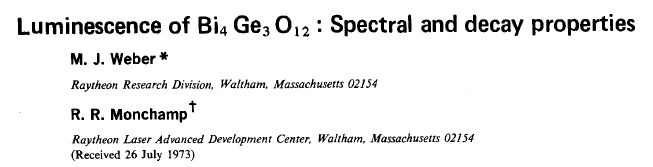 Luminescence of Bi₄ Ge₃ O₁₂ : Spectral and decay properties
M. J. Weber *
Raytheon Research Division, Waltham, Massachusetts 02154
R. R. Monchamp †
Raytheon Laser Advanced Development Center, Waltham, Massachusetts 02154
(Received 26 July 1973)